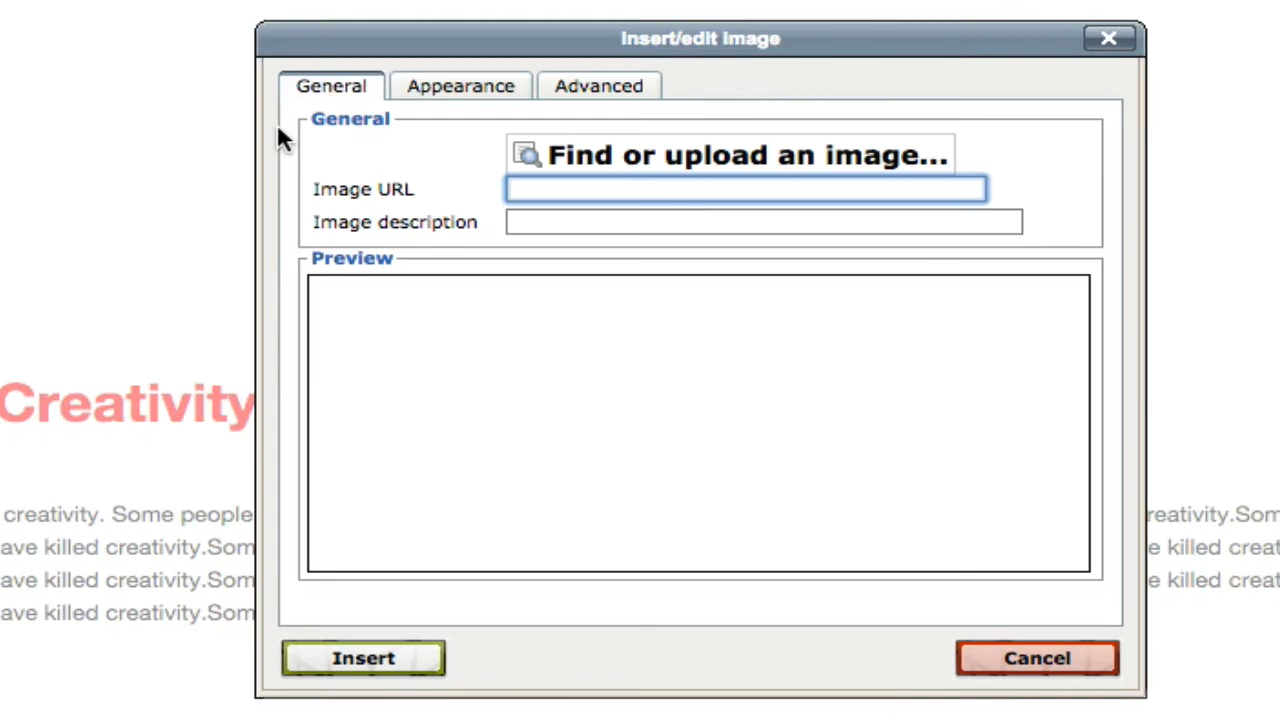 Insert/edit image
General Appearance Advanced
General
Find or upload an image...
Image URL
Image description
Preview
Creativity
creativity. Some people reativity.Som
ave killed creativity.Som e killed creat
ave killed creativity.Som e killed creat
ave killed creativity.Som
Insert Cancel